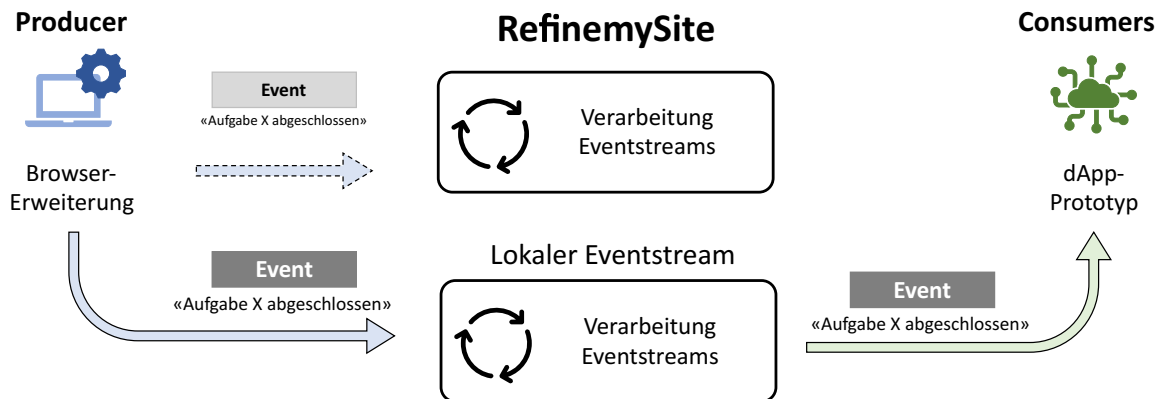 Producer
RefinemySite
Consumers
Event
«Aufgabe X abgeschlossen»
Verarbeitung
Eventstreams
Browser-
Erweiterung
dApp-
Prototyp
Lokaler Eventstream
Event
«Aufgabe X abgeschlossen»
Verarbeitung
Eventstreams
Event
«Aufgabe X abgeschlossen»